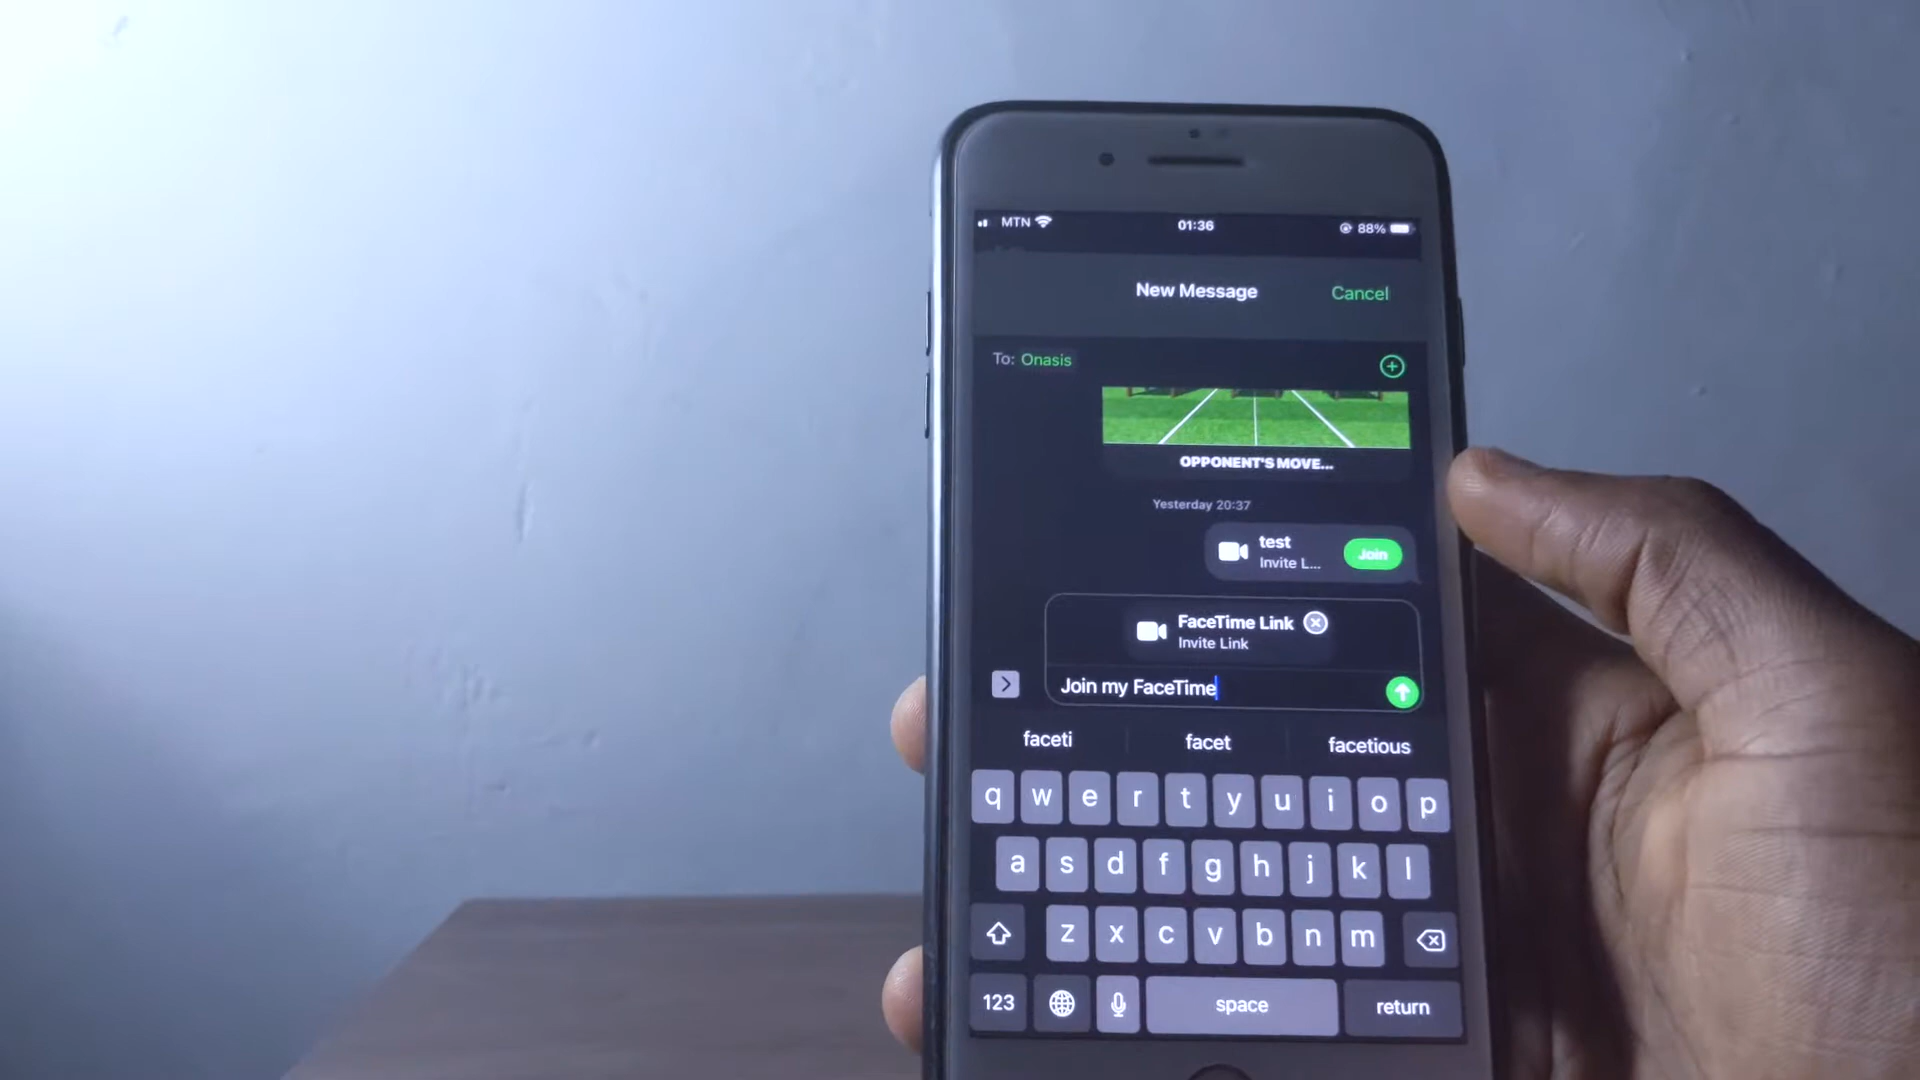 MTN
01:36
88%
New Message
Cancel
To: Onasis
OPPONENT'S MOVE...
Yesterday 20:37
test
Invite L...
Join
FaceTime Link
Invite Link
Join my FaceTime
faceti
facet
facetious
q w e r t y u i o p
a s d f g h j k l
z x c v b n m
123
space
return